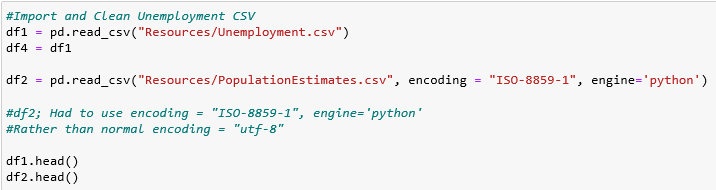 #Import and Clean Unemployment CSV
df1 = pd.read_csv("Resources/Unemployment.csv")
df4 = df1
df2 = pd.read_csv("Resources/PopulationEstimates.csv", encoding = "ISO-8859-1", engine='python')
#df2; Had to use encoding = "ISO-8859-1", engine='python'
#Rather than normal encoding = "utf-8"
df1.head()
df2.head()